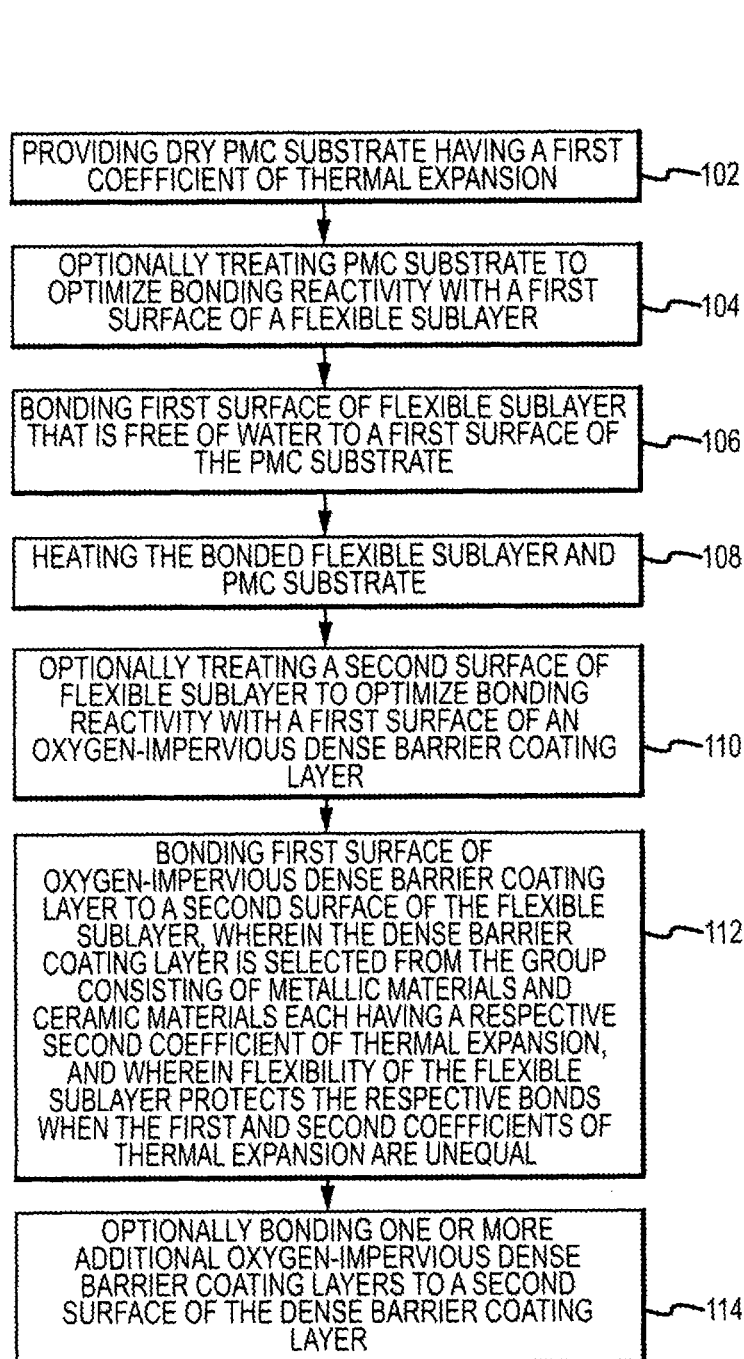 PROVIDING DRY PMC SUBSTRATE HAVING A FIRST
COEFFICIENT OF THERMAL EXPANSION
102
OPTIONALLY TREATING PMC SUBSTRATE TO
OPTIMIZE BONDING REACTIVITY WITH A FIRST
SURFACE OF A FLEXIBLE SUBLAYER
104
BONDING FIRST SURFACE OF FLEXIBLE SUBLAYER
THAT IS FREE OF WATER TO A FIRST SURFACE OF
THE PMC SUBSTRATE
106
HEATING THE BONDED FLEXIBLE SUBLAYER AND
PMC SUBSTRATE
108
OPTIONALLY TREATING A SECOND SURFACE OF
FLEXIBLE SUBLAYER TO OPTIMIZE BONDING
REACTIVITY WITH A FIRST SURFACE OF AN
OXYGEN-IMPERVIOUS DENSE BARRIER COATING
LAYER
110
BONDING FIRST SURFACE OF
OXYGEN-IMPERVIOUS DENSE BARRIER COATING
LAYER TO A SECOND SURFACE OF THE FLEXIBLE
SUBLAYER, WHEREIN THE DENSE BARRIER
COATING LAYER IS SELECTED FROM THE GROUP
CONSISTING OF METALLIC MATERIALS AND
CERAMIC MATERIALS EACH HAVING A RESPECTIVE
SECOND COEFFICIENT OF THERMAL EXPANSION,
AND WHEREIN FLEXIBILITY OF THE FLEXIBLE
SUBLAYER PROTECTS THE RESPECTIVE BONDS
WHEN THE FIRST AND SECOND COEFFICIENTS OF
THERMAL EXPANSION ARE UNEQUAL
112
OPTIONALLY BONDING ONE OR MORE
ADDITIONAL OXYGEN-IMPERVIOUS DENSE
BARRIER COATING LAYERS TO A SECOND
SURFACE OF THE DENSE BARRIER COATING
LAYER
114